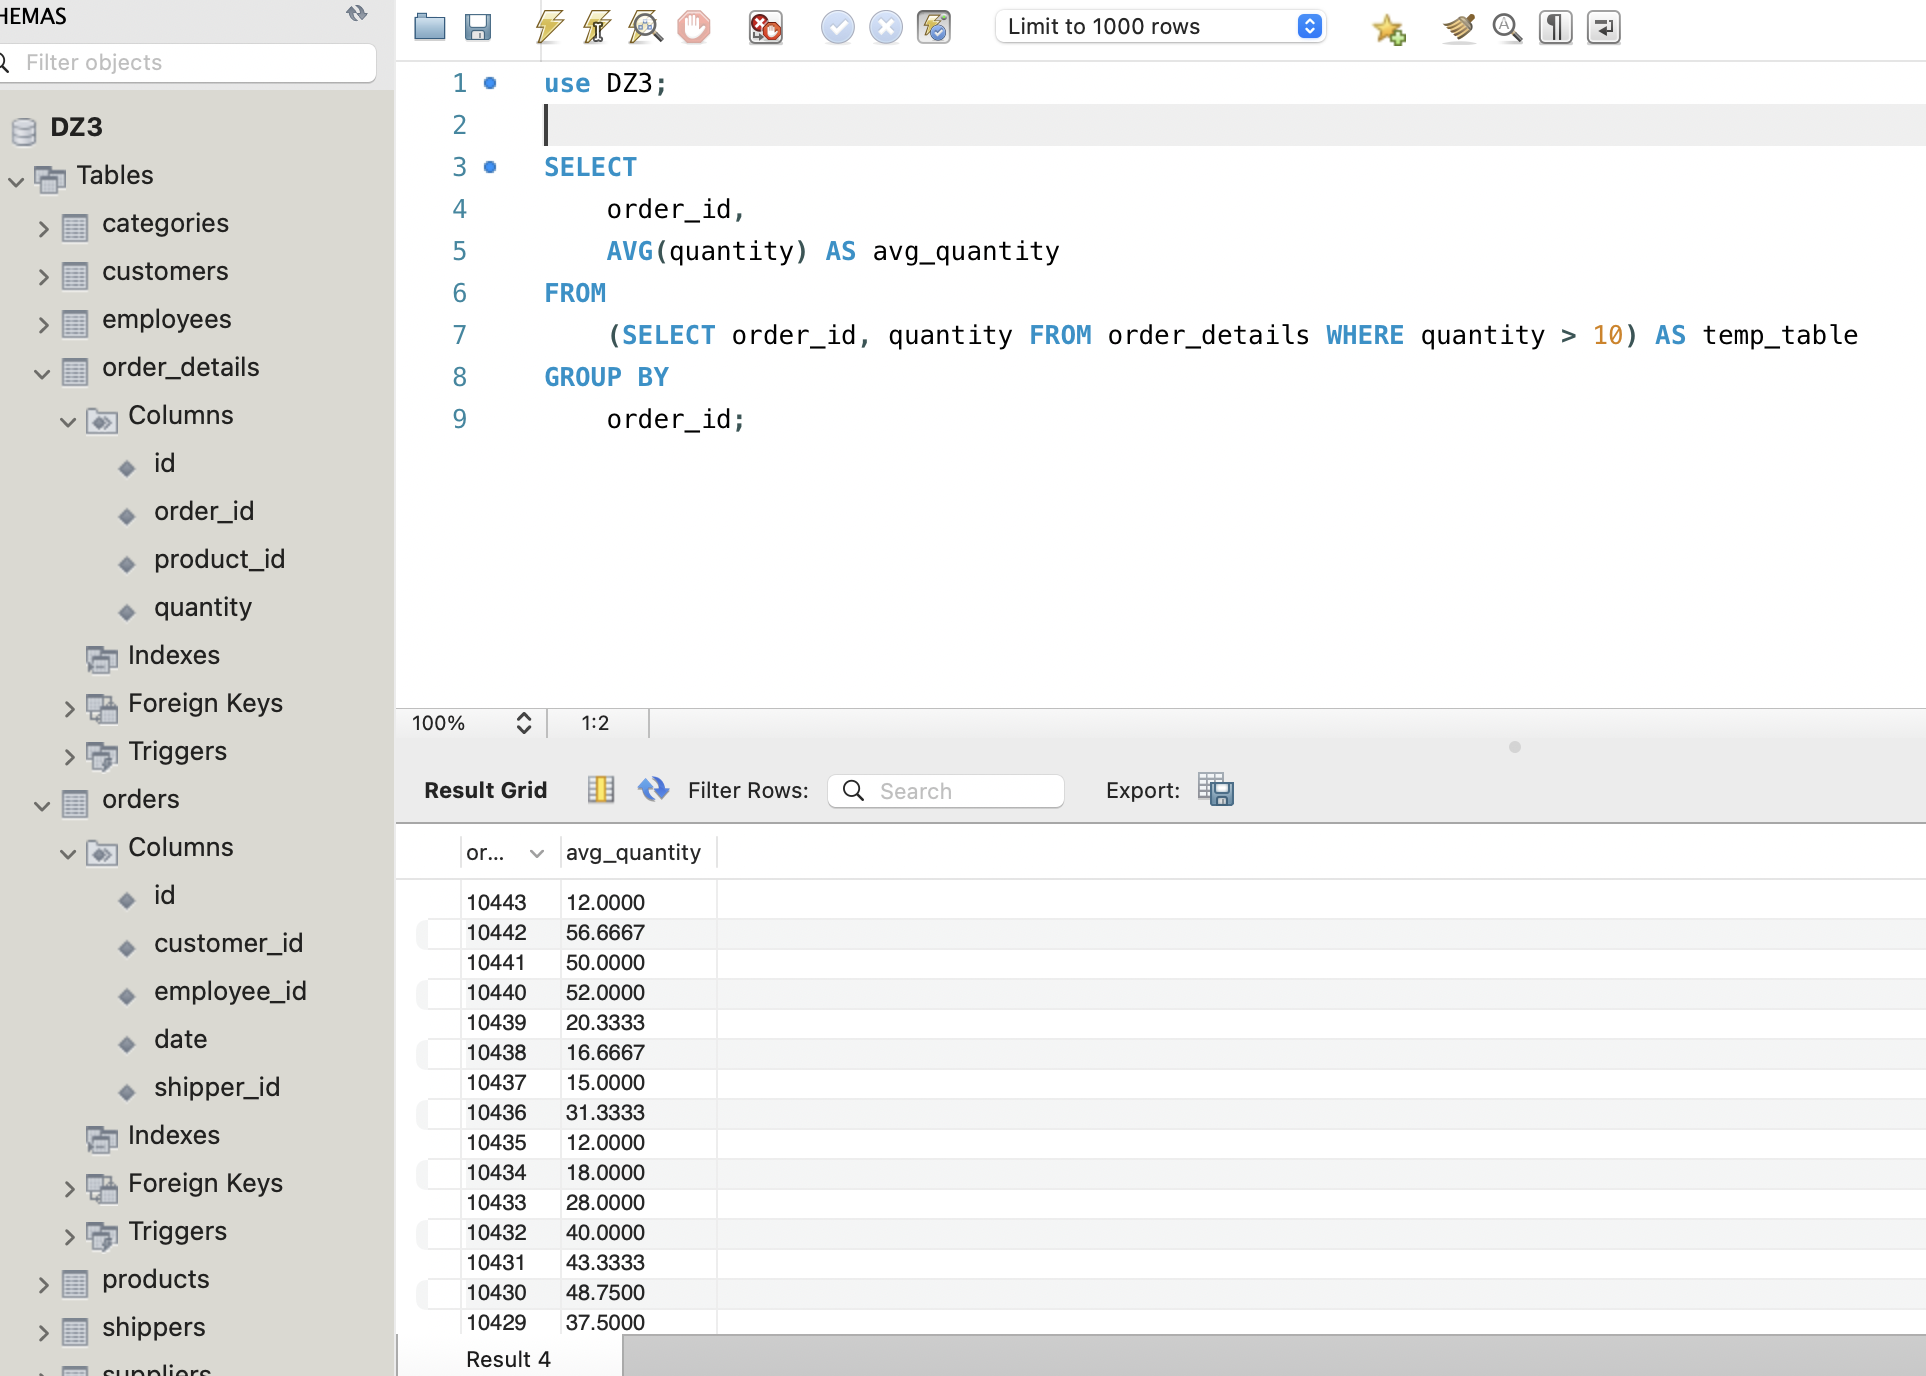 HEMAS
Filter objects
DZ3
Tables
categories
customers
employees
order_details
Columns
id
order_id
product_id
quantity
Indexes
Foreign Keys
Triggers
orders
Columns
id
customer_id
employee_id
date
shipper_id
Indexes
Foreign Keys
Triggers
products
shippers
suppliers
Limit to 1000 rows
1 use DZ3;
2
3 SELECT
4 order_id,
5 AVG(quantity) AS avg_quantity
6 FROM
7 (SELECT order_id, quantity FROM order_details WHERE quantity > 10) AS temp_table
8 GROUP BY
9 order_id;
100% 1:2
Result Grid Filter Rows: Search Export:
or... avg_quantity
10443 12.0000
10442 56.6667
10441 50.0000
10440 52.0000
10439 20.3333
10438 16.6667
10437 15.0000
10436 31.3333
10435 12.0000
10434 18.0000
10433 28.0000
10432 40.0000
10431 43.3333
10430 48.7500
10429 37.5000
Result 4